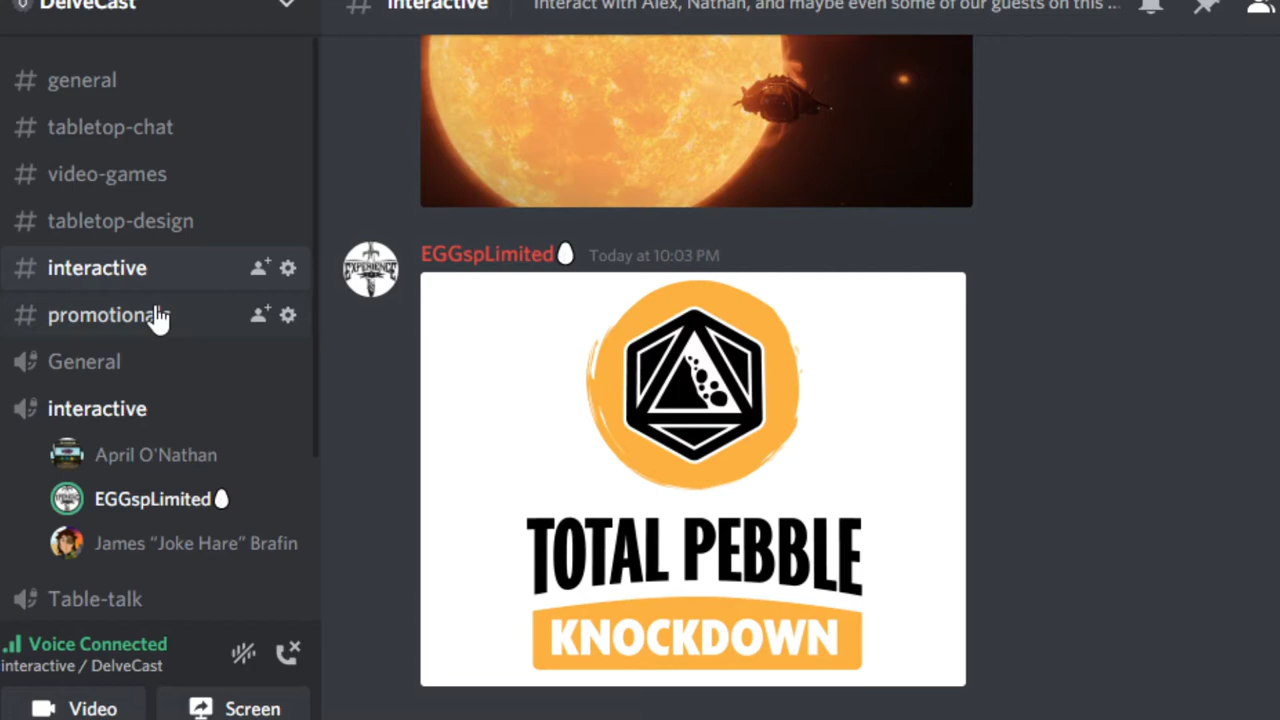 DelveCast
# interactive
Interact with Alex, Nathan, and maybe even some of our guests on this ...
# general
# tabletop-chat
# video-games
# tabletop-design
# interactive
# promotional
General
interactive
April O'Nathan
EGGspLimited
James “Joke Hare” Brafin
Table-talk
Voice Connected
interactive / DelveCast
Video
Screen
EGGspLimited Today at 10:03 PM
EXPERIENCE
TOTAL PEBBLE
KNOCKDOWN